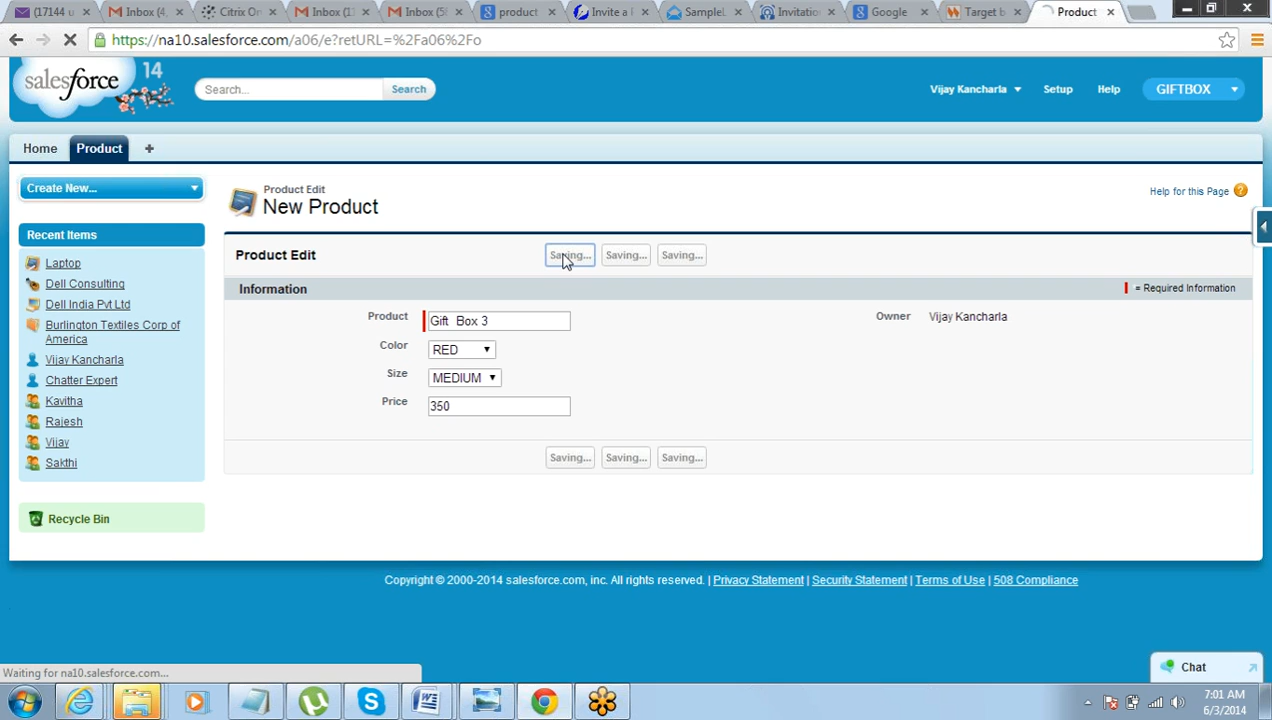 (17144 u
Inbox (4,
Citrix On
Inbox (1
Inbox (5
product
Invite a
SampleL
Invitatio
Google
Target b
Product
https://na10.salesforce.com/a06/e?retURL=%2Fa06%2Fo
salesforce 14
Search...
Search
Vijay Kancharla
Setup
Help
GIFTBOX
Home
Product
+
Create New...
Product Edit
New Product
Help for this Page
Recent Items
Laptop
Dell Consulting
Dell India Pvt Ltd
Burlington Textiles Corp of
America
Vijay Kancharla
Chatter Expert
Kavitha
Rajesh
Vijay
Sakthi
Recycle Bin
Product Edit
Saving...
Saving...
Saving...
Information
= Required Information
Product
Gift Box 3
Owner
Vijay Kancharla
Color
RED
Size
MEDIUM
Price
350
Saving...
Saving...
Saving...
Copyright © 2000-2014 salesforce.com, inc. All rights reserved. | Privacy Statement | Security Statement | Terms of Use | 508 Compliance
Waiting for na10.salesforce.com...
Chat
7:01 AM
6/3/2014